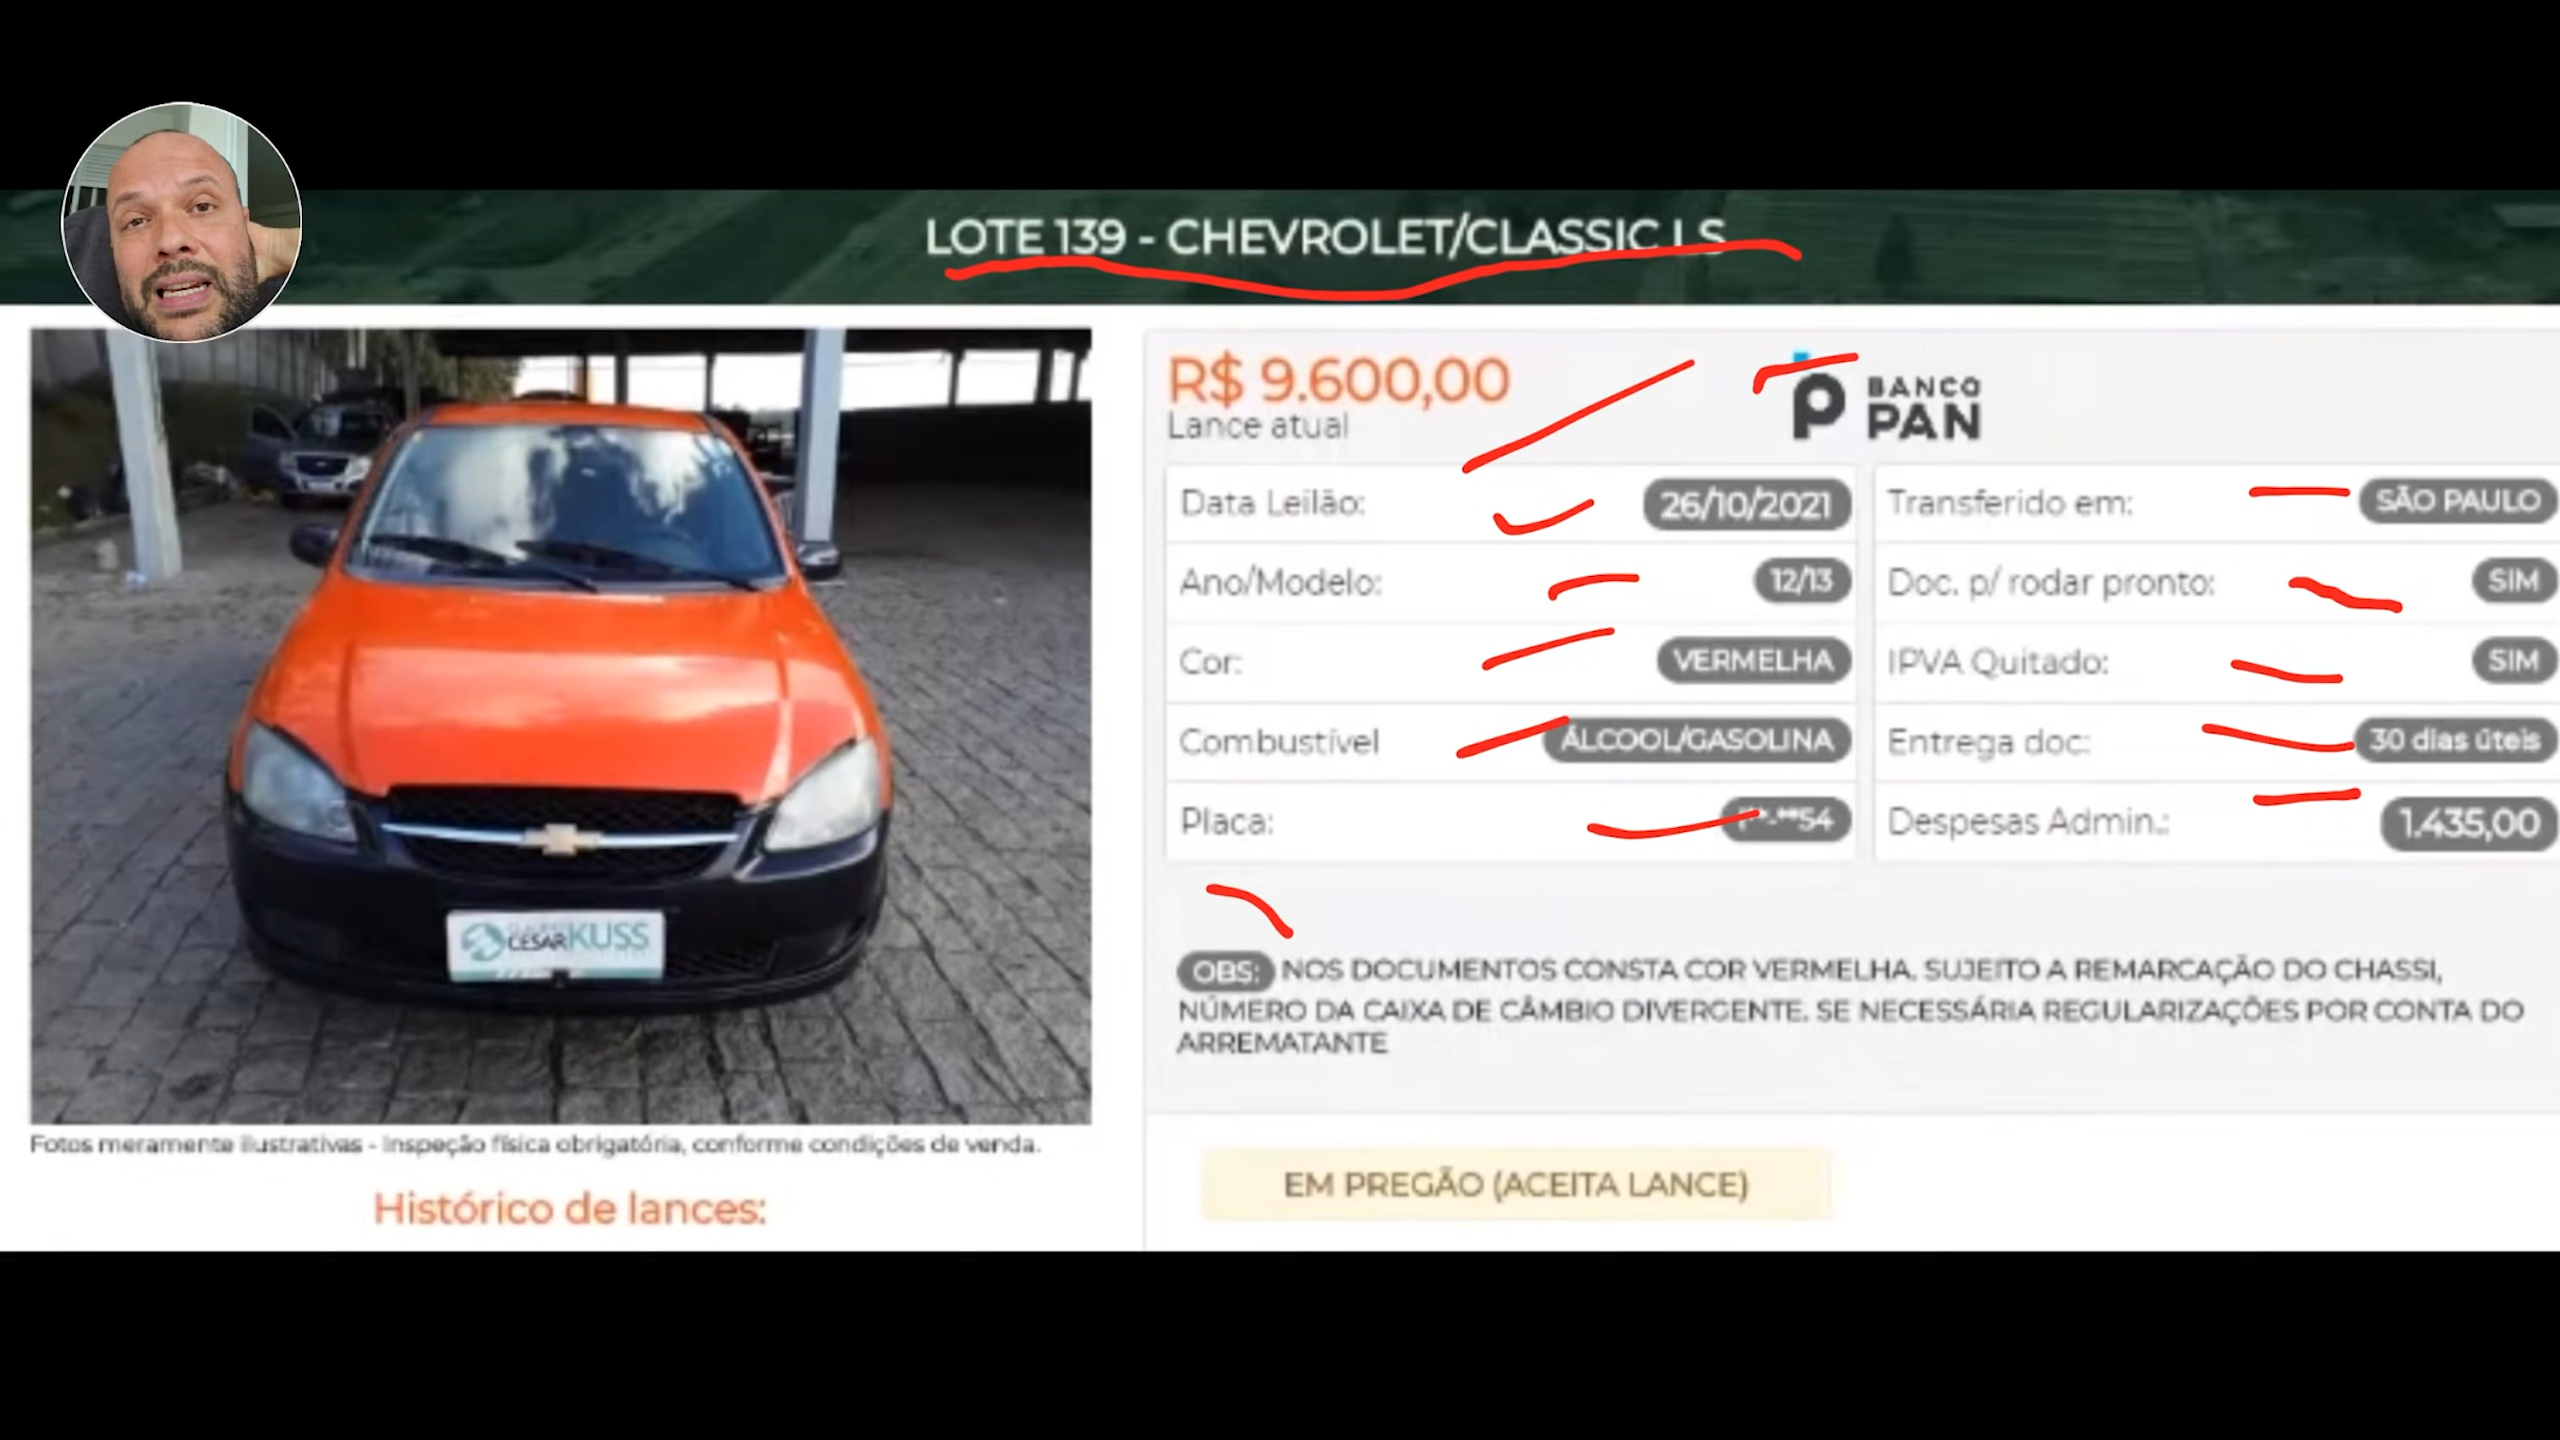 LOTE 139 - CHEVROLET/CLASSIC LS
R$ 9.600,00
Lance atual
BANCO
PAN
Data Leilão: 26/10/2021
Transferido em: SÃO PAULO
Ano/Modelo: 12/13
Doc. p/ rodar pronto: SIM
Cor: VERMELHA
IPVA Quitado: SIM
Combustível ÁLCOOL/GASOLINA
Entrega doc: 30 dias úteis
Placa: **54
Despesas Admin.: 1.435,00
CESAR KUSS
OBS: NOS DOCUMENTOS CONSTA COR VERMELHA. SUJEITO A REMARCAÇÃO DO CHASSI,
NÚMERO DA CAIXA DE CÂMBIO DIVERGENTE. SE NECESSÁRIA REGULARIZAÇÕES POR CONTA DO
ARREMATANTE
Fotos meramente ilustrativas - Inspeção física obrigatória, conforme condições de venda.
EM PREGÃO (ACEITA LANCE)
Histórico de lances: